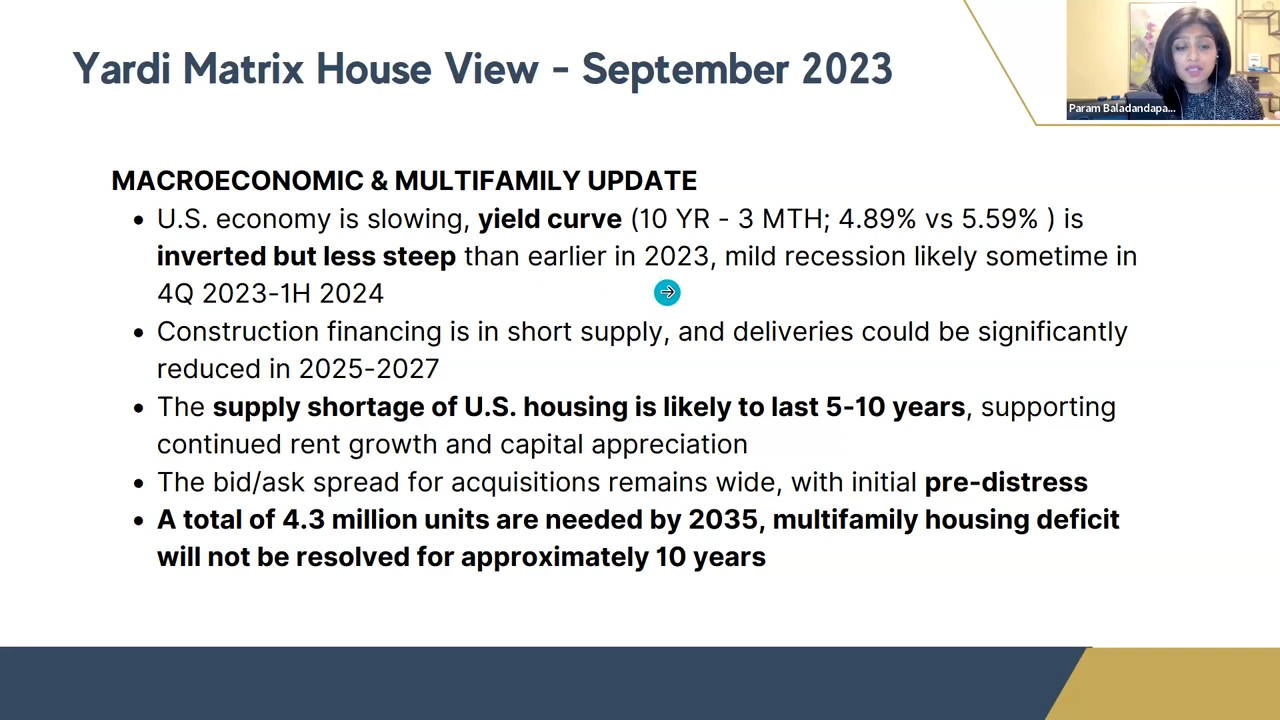 Yardi Matrix House View - September 2023
Param Baladandapa...
MACROECONOMIC & MULTIFAMILY UPDATE
• U.S. economy is slowing, yield curve (10 YR - 3 MTH; 4.89% vs 5.59% ) is
inverted but less steep than earlier in 2023, mild recession likely sometime in
4Q 2023-1H 2024
• Construction financing is in short supply, and deliveries could be significantly
reduced in 2025-2027
• The supply shortage of U.S. housing is likely to last 5-10 years, supporting
continued rent growth and capital appreciation
• The bid/ask spread for acquisitions remains wide, with initial pre-distress
• A total of 4.3 million units are needed by 2035, multifamily housing deficit
will not be resolved for approximately 10 years